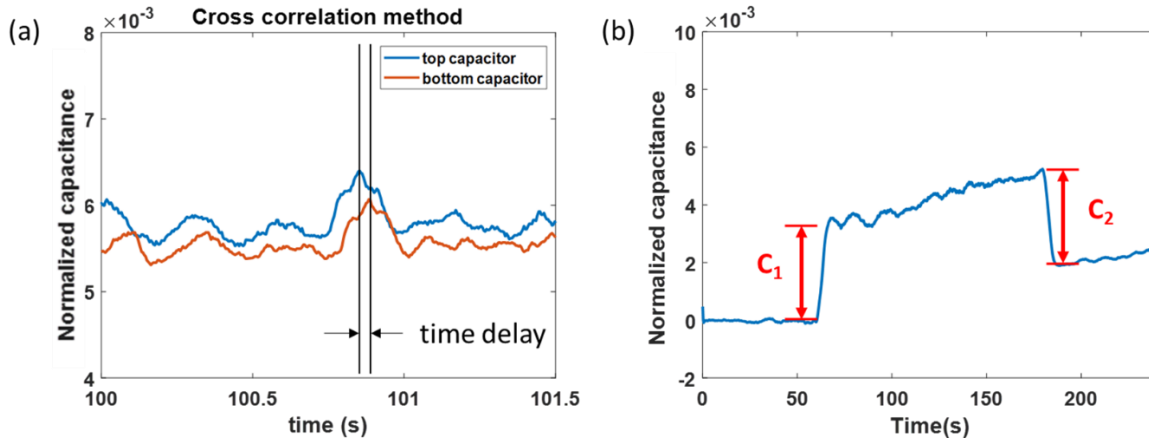 (a)
×10⁻³
Cross correlation method
8
7
6
5
4
Normalized capacitance
top capacitor
bottom capacitor
time delay
100
100.5
101
101.5
time (s)
(b)
10 ×10⁻³
8
6
4
2
0
-2
Normalized capacitance
C₁
C₂
0
50
100
150
200
Time(s)